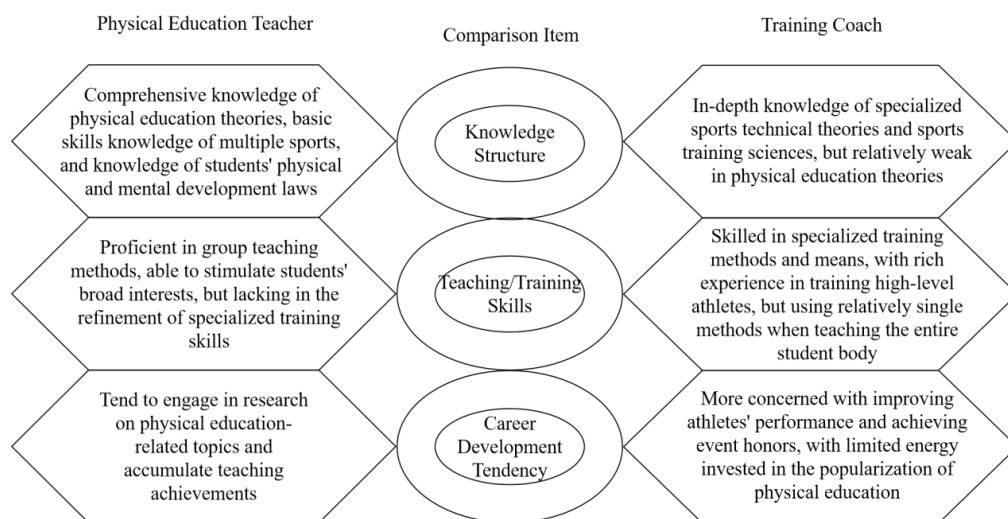 Physical Education Teacher
Comparison Item
Training Coach
Comprehensive knowledge of
physical education theories, basic
skills knowledge of multiple sports,
and knowledge of students' physical
and mental development laws
Knowledge
Structure
In-depth knowledge of specialized
sports technical theories and sports
training sciences, but relatively weak
in physical education theories
Proficient in group teaching
methods, able to stimulate students'
broad interests, but lacking in the
refinement of specialized training
skills
Teaching/Training
Skills
Skilled in specialized training
methods and means, with rich
experience in training high-level
athletes, but using relatively single
methods when teaching the entire
student body
Tend to engage in research
on physical education-
related topics and
accumulate teaching
achievements
Career
Development
Tendency
More concerned with improving
athletes' performance and achieving
event honors, with limited energy
invested in the popularization of
physical education